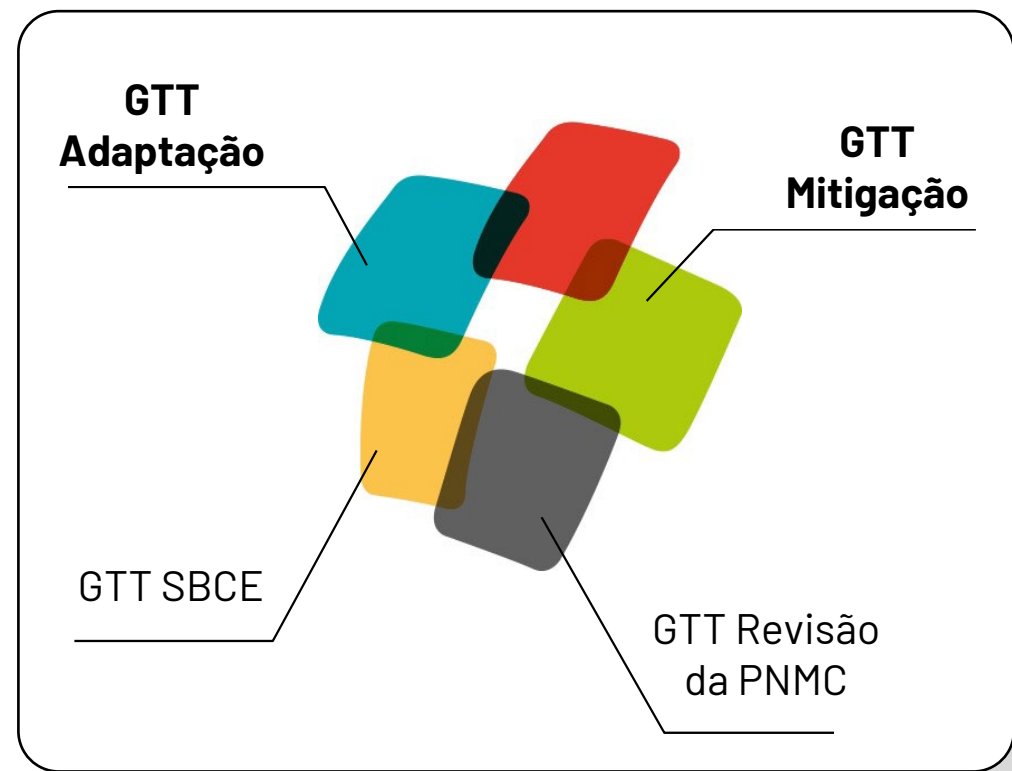 GTT
Adaptação
GTT
Mitigação
GTT SBCE
GTT Revisão
da PNMC